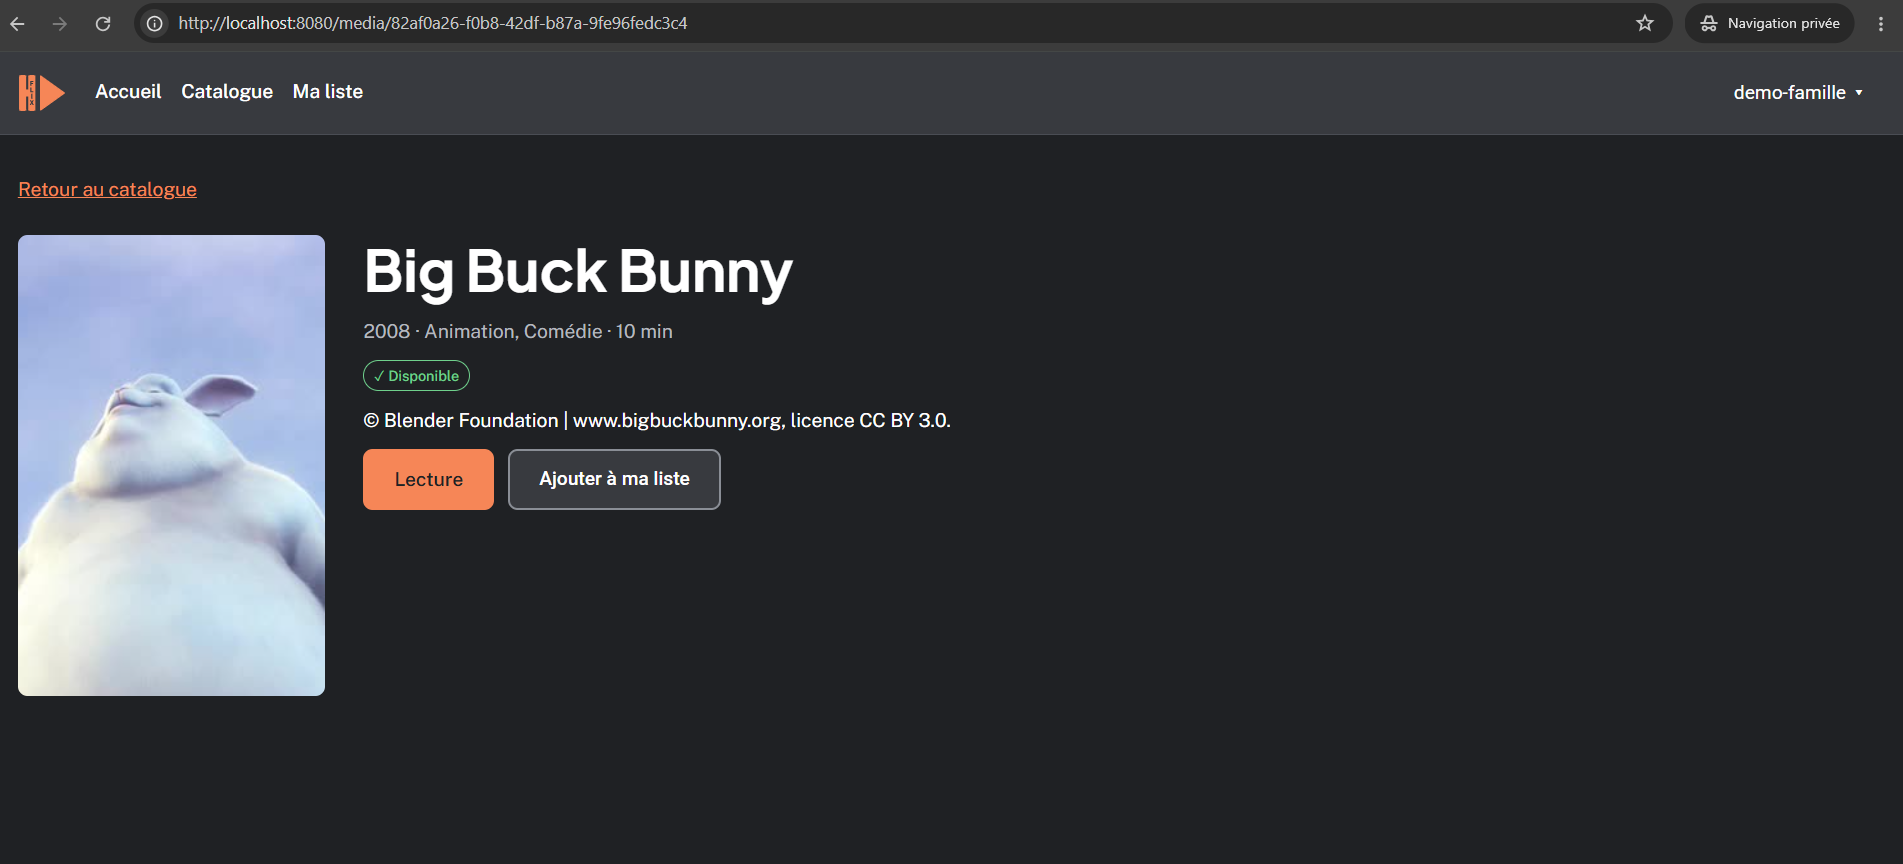 http://localhost:8080/media/82af0a26-f0b8-42df-b87a-9fe96fedc3c4
Navigation privée
FLIX
Accueil Catalogue Ma liste
demo-famille
Retour au catalogue
Big Buck Bunny
2008 · Animation, Comédie · 10 min
✓ Disponible
© Blender Foundation | www.bigbuckbunny.org, licence CC BY 3.0.
Lecture
Ajouter à ma liste